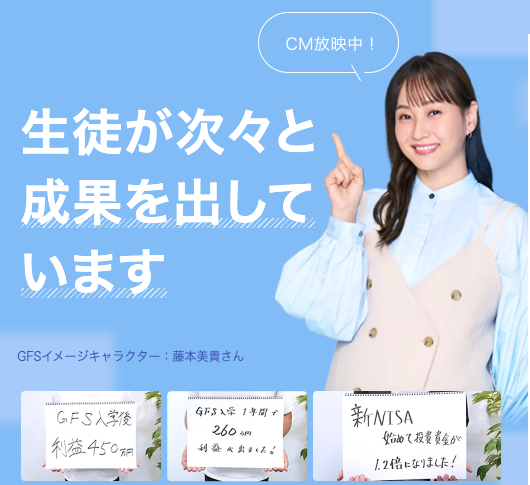 CM放映中！
生徒が次々と
成果を出して
います
GFSイメージキャラクター：藤本美貴さん
GFS入学後
利益450万円
GFS入学 1年間で
260万円
利益が出ました！
新NISA
始めて投資資金が
1.2倍になりました！